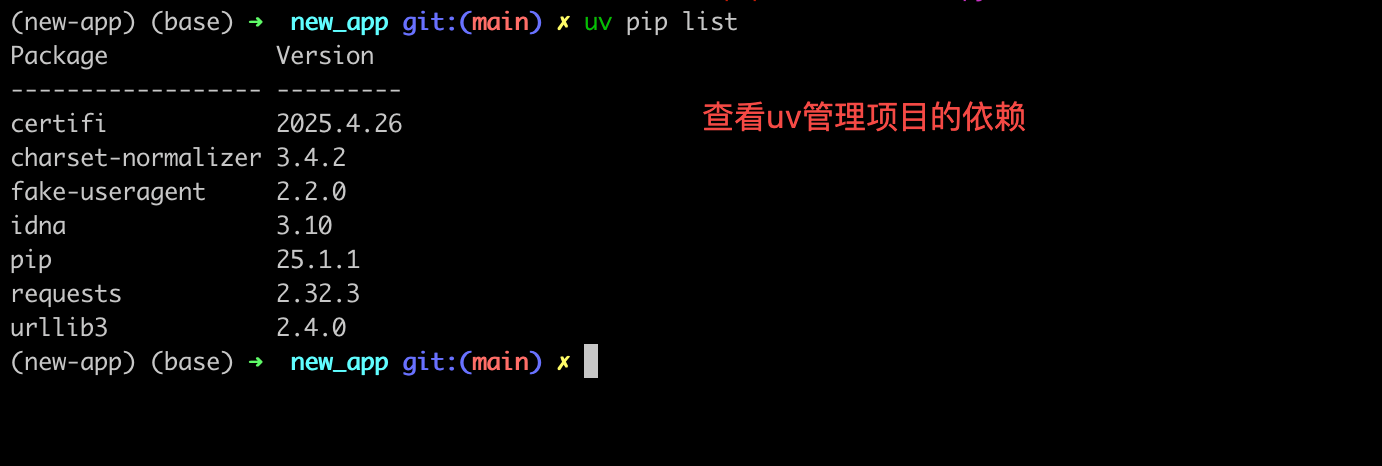 (new-app) (base) ➜  new_app git:(main) ✗ uv pip list
Package            Version
------------------ ---------
certifi            2025.4.26
查看uv管理项目的依赖
charset-normalizer 3.4.2
fake-useragent     2.2.0
idna               3.10
pip                25.1.1
requests           2.32.3
urllib3            2.4.0
(new-app) (base) ➜  new_app git:(main) ✗